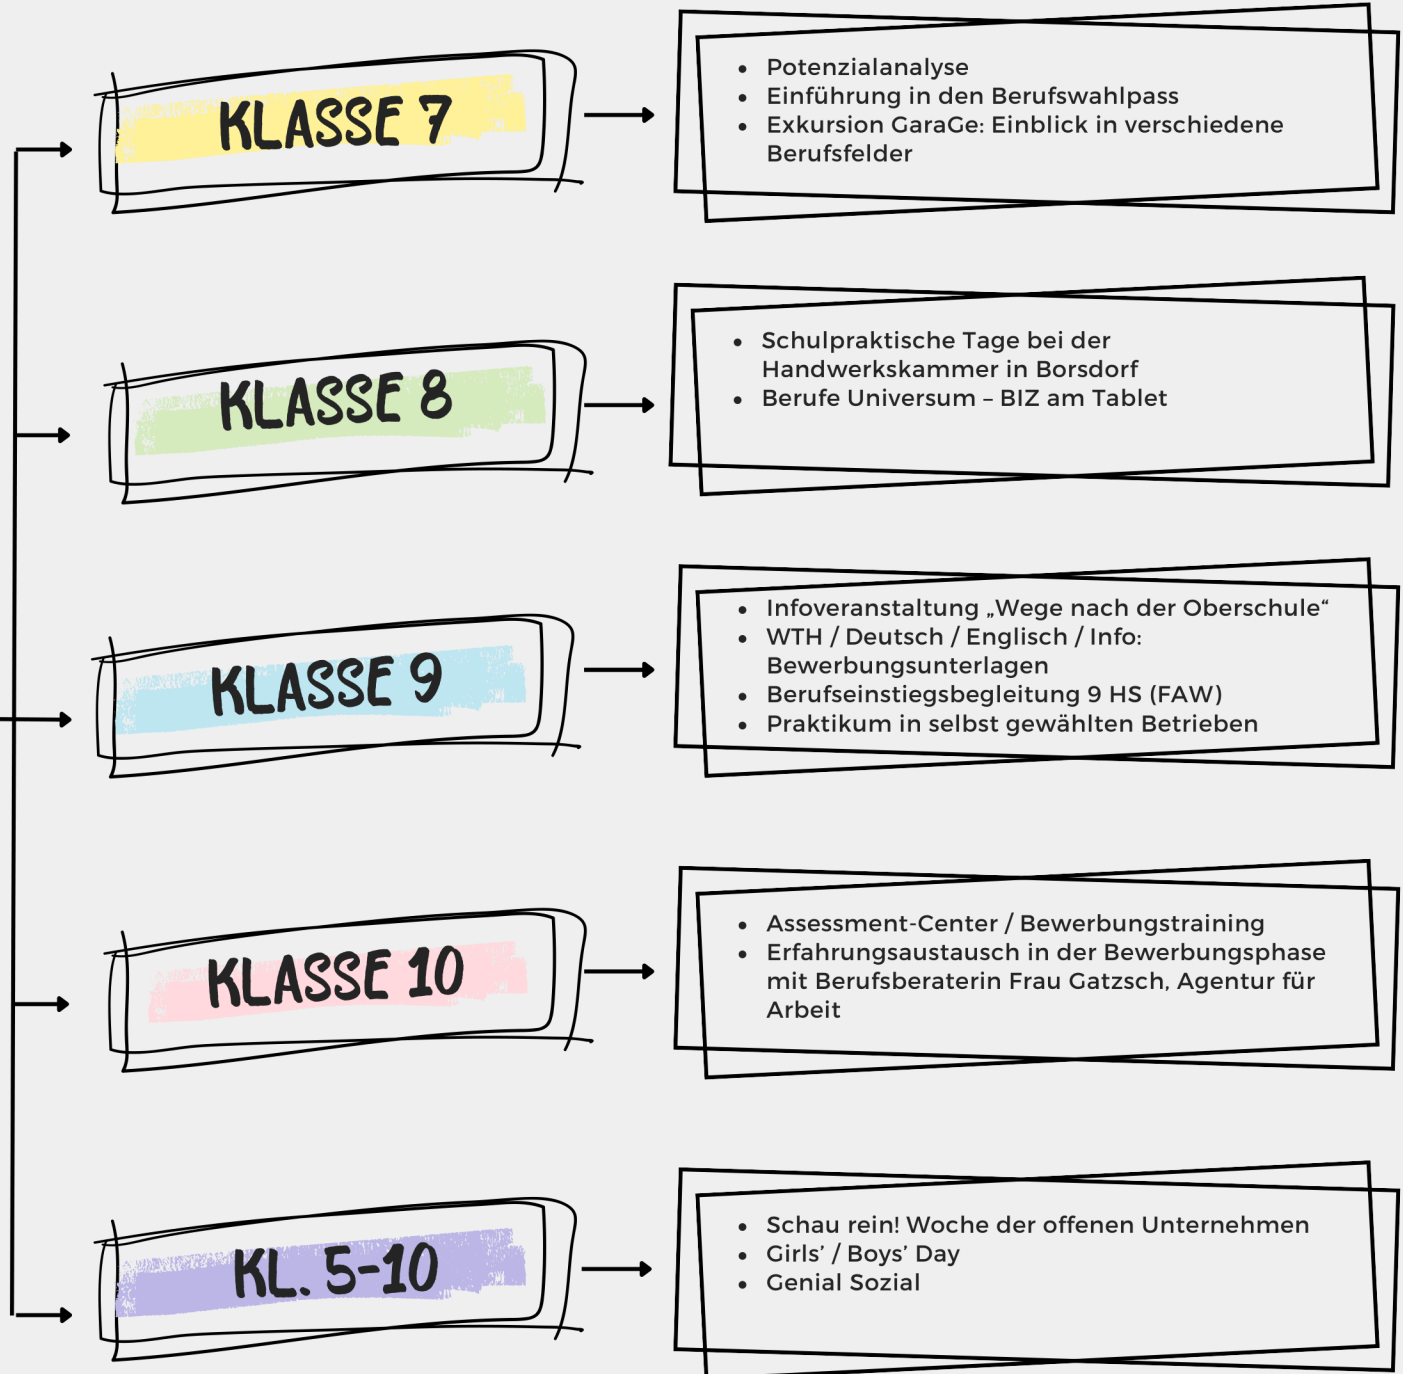 KLASSE 7
• Potenzialanalyse
• Einführung in den Berufswahlpass
• Exkursion GaraGe: Einblick in verschiedene
Berufsfelder
KLASSE 8
• Schulpraktische Tage bei der
Handwerkskammer in Borsdorf
• Berufe Universum – BIZ am Tablet
KLASSE 9
• Infoveranstaltung „Wege nach der Oberschule“
• WTH / Deutsch / Englisch / Info:
Bewerbungsunterlagen
• Berufseinstiegsbegleitung 9 HS (FAW)
• Praktikum in selbst gewählten Betrieben
KLASSE 10
• Assessment-Center / Bewerbungstraining
• Erfahrungsaustausch in der Bewerbungsphase
mit Berufsberaterin Frau Gatzsch, Agentur für
Arbeit
KL. 5-10
• Schau rein! Woche der offenen Unternehmen
• Girls’ / Boys’ Day
• Genial Sozial